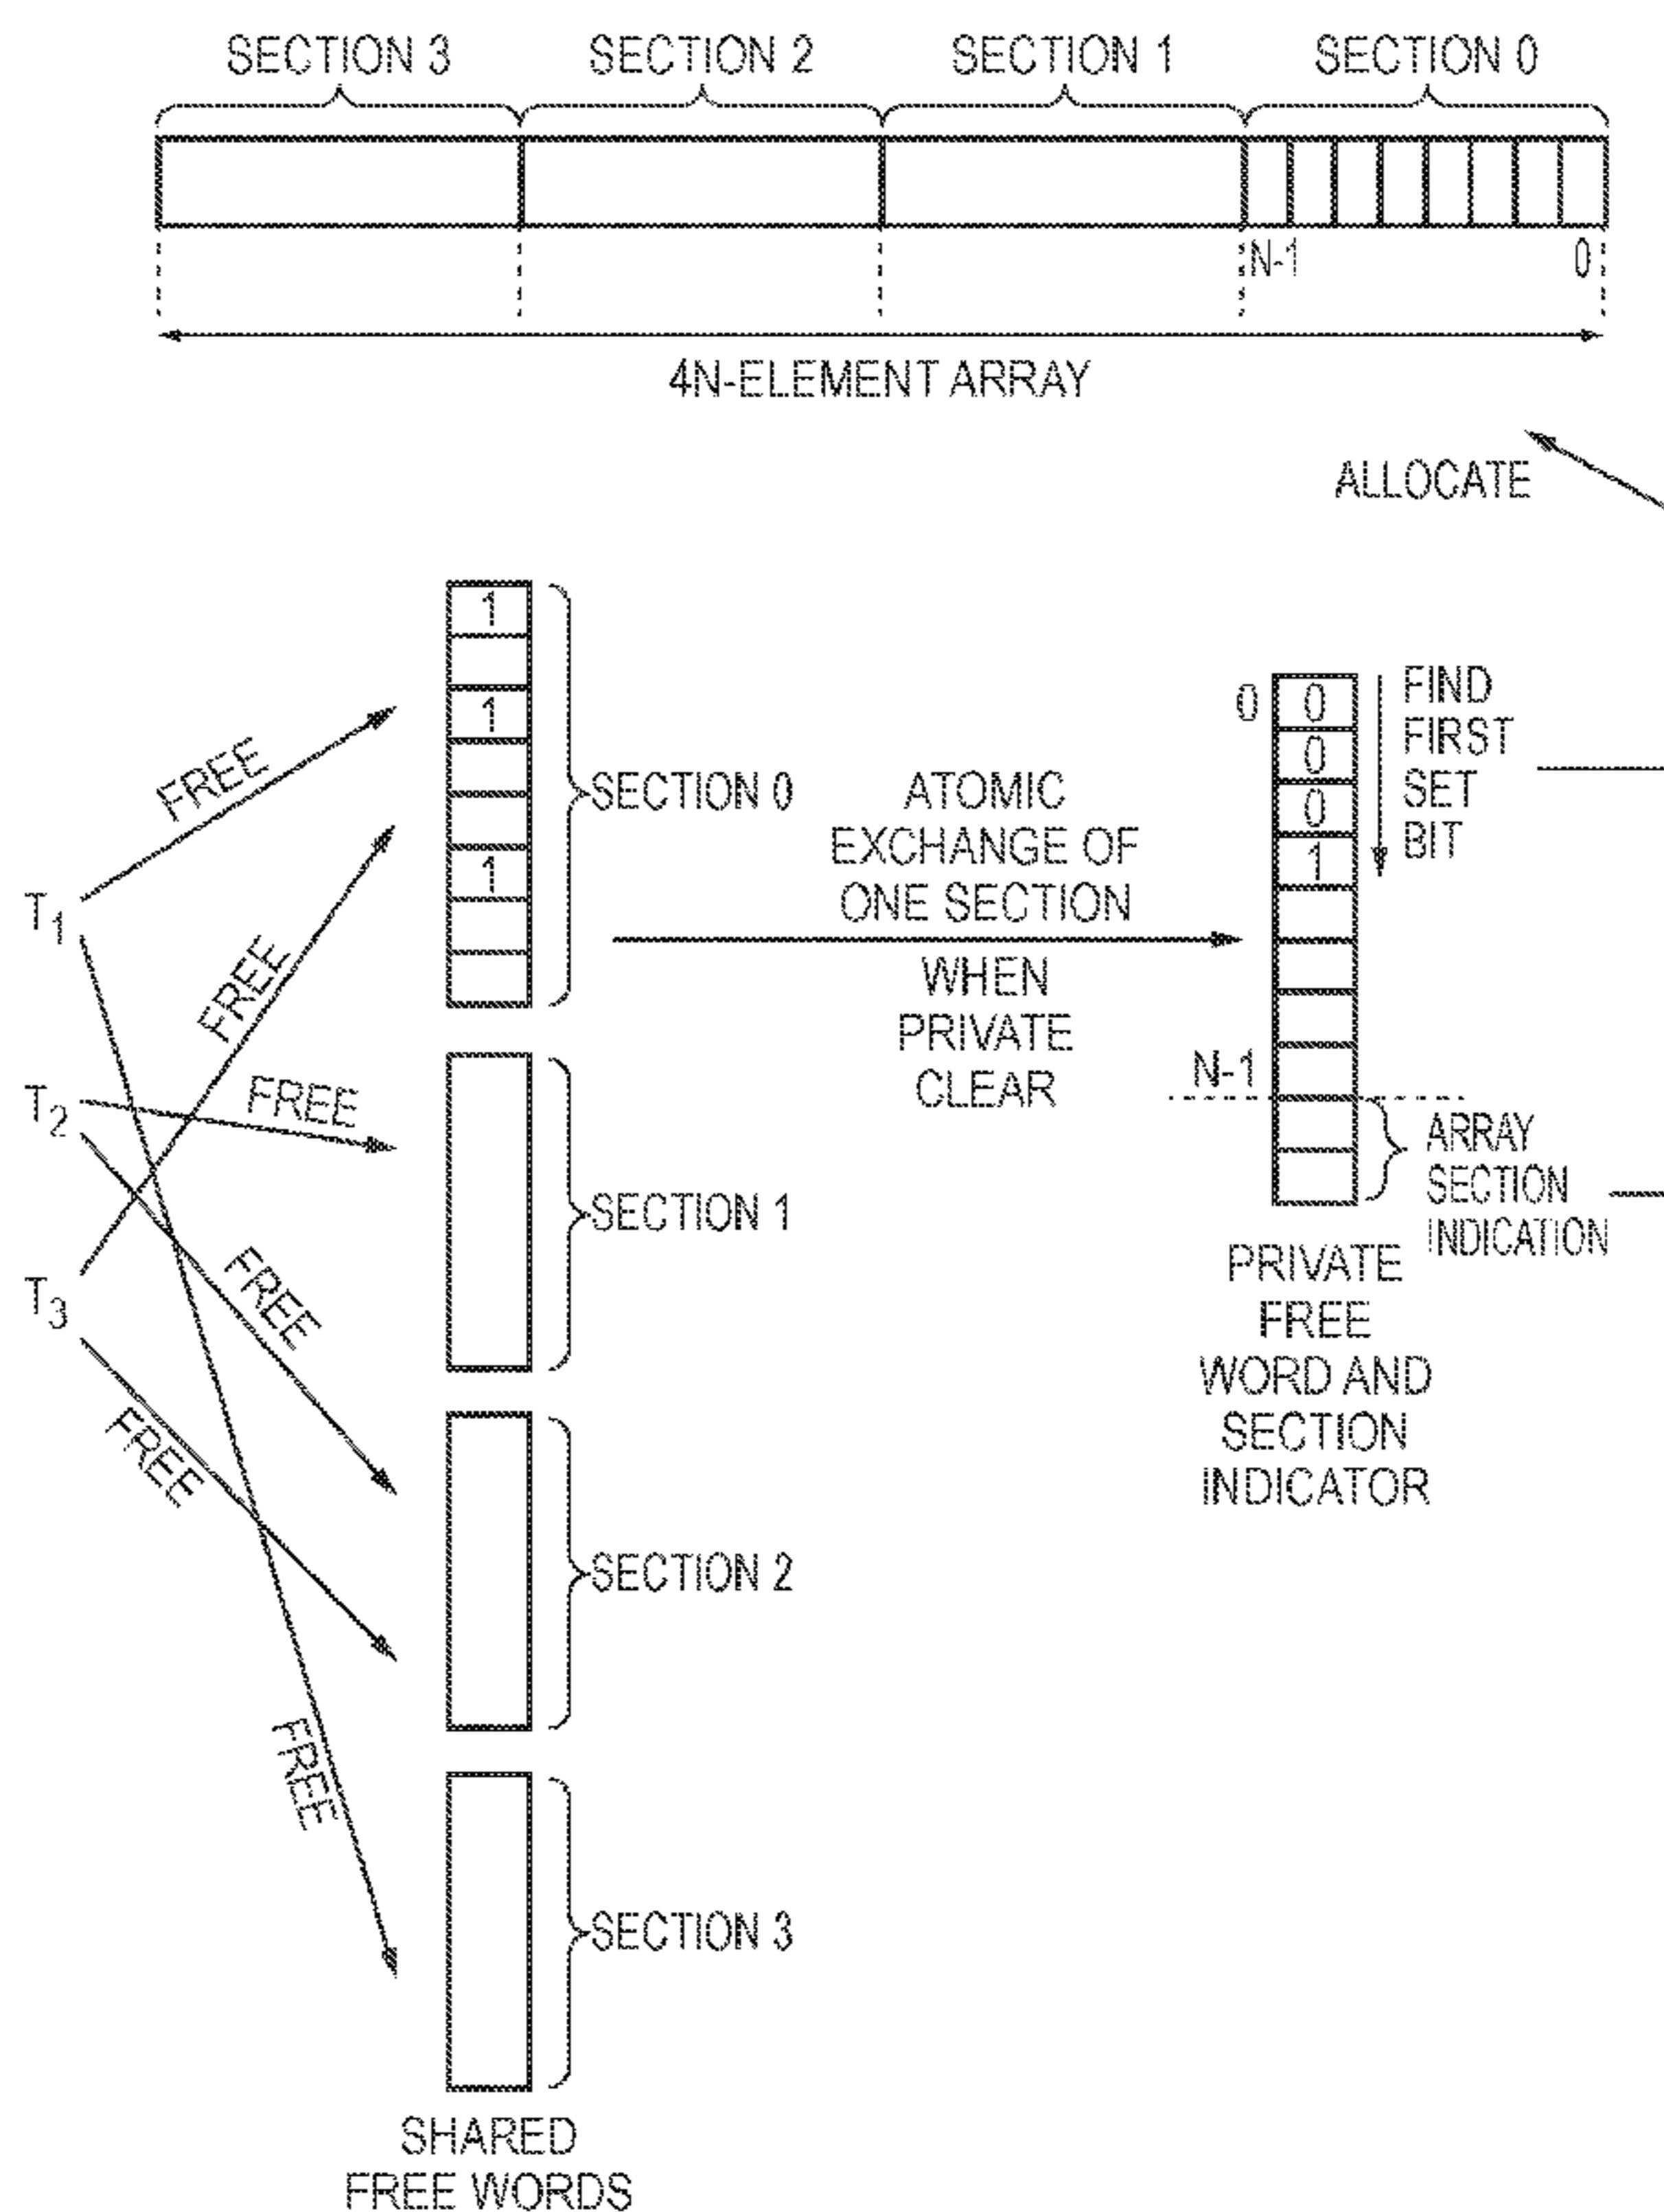 SECTION 3 SECTION 2 SECTION 1 SECTION 0
N-1 0
4N-ELEMENT ARRAY
ALLOCATE
1
1
1
SECTION 0
FREE
FREE
T1
T2
FREE
T3
FREE
FREE
FREE
SECTION 1
SECTION 2
SECTION 3
SHARED
FREE WORDS
ATOMIC
EXCHANGE OF
ONE SECTION
WHEN
PRIVATE
CLEAR
0 0
0
0
1
N-1
FIND
FIRST
SET
BIT
ARRAY
SECTION
INDICATION
PRIVATE
FREE
WORD AND
SECTION
INDICATOR